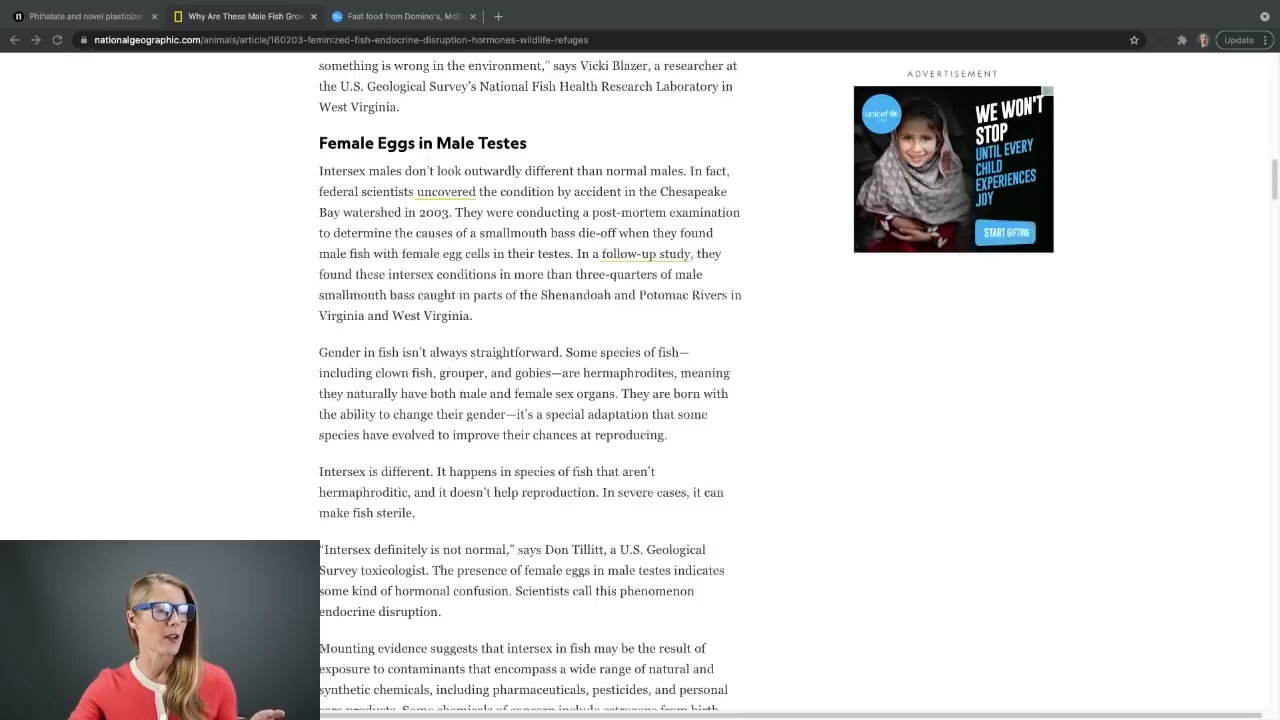 Phthalate and novel plasticizer
Why Are These Male Fish Grow
Fast food from Domino's, McD
nationalgeographic.com/animals/article/160203-feminized-fish-endocrine-disruption-hormones-wildlife-refuges
Update
something is wrong in the environment," says Vicki Blazer, a researcher at
the U.S. Geological Survey's National Fish Health Research Laboratory in
West Virginia.
ADVERTISEMENT
unicef
WE WON'T
STOP
UNTIL EVERY
CHILD
EXPERIENCES
JOY
START GIFTING
Female Eggs in Male Testes
Intersex males don't look outwardly different than normal males. In fact,
federal scientists uncovered the condition by accident in the Chesapeake
Bay watershed in 2003. They were conducting a post-mortem examination
to determine the causes of a smallmouth bass die-off when they found
male fish with female egg cells in their testes. In a follow-up study, they
found these intersex conditions in more than three-quarters of male
smallmouth bass caught in parts of the Shenandoah and Potomac Rivers in
Virginia and West Virginia.
Gender in fish isn't always straightforward. Some species of fish—
including clown fish, grouper, and gobies—are hermaphrodites, meaning
they naturally have both male and female sex organs. They are born with
the ability to change their gender—it's a special adaptation that some
species have evolved to improve their chances at reproducing.
Intersex is different. It happens in species of fish that aren't
hermaphroditic, and it doesn't help reproduction. In severe cases, it can
make fish sterile.
"Intersex definitely is not normal," says Don Tillitt, a U.S. Geological
Survey toxicologist. The presence of female eggs in male testes indicates
some kind of hormonal confusion. Scientists call this phenomenon
endocrine disruption.
Mounting evidence suggests that intersex in fish may be the result of
exposure to contaminants that encompass a wide range of natural and
synthetic chemicals, including pharmaceuticals, pesticides, and personal
care products. Some chemicals of concern include estrogens from birth